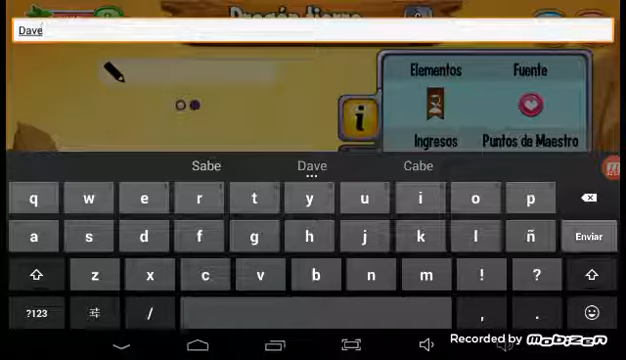 Dragón tierra
Dave
Elementos Fuente
i
Ingresos Puntos de Maestro
Sabe Dave Cabe
q w e r t y u i o p
a s d f g h j k l ñ Enviar
z x c v b n m ! ?
?123 / , .
Recorded by mobizen